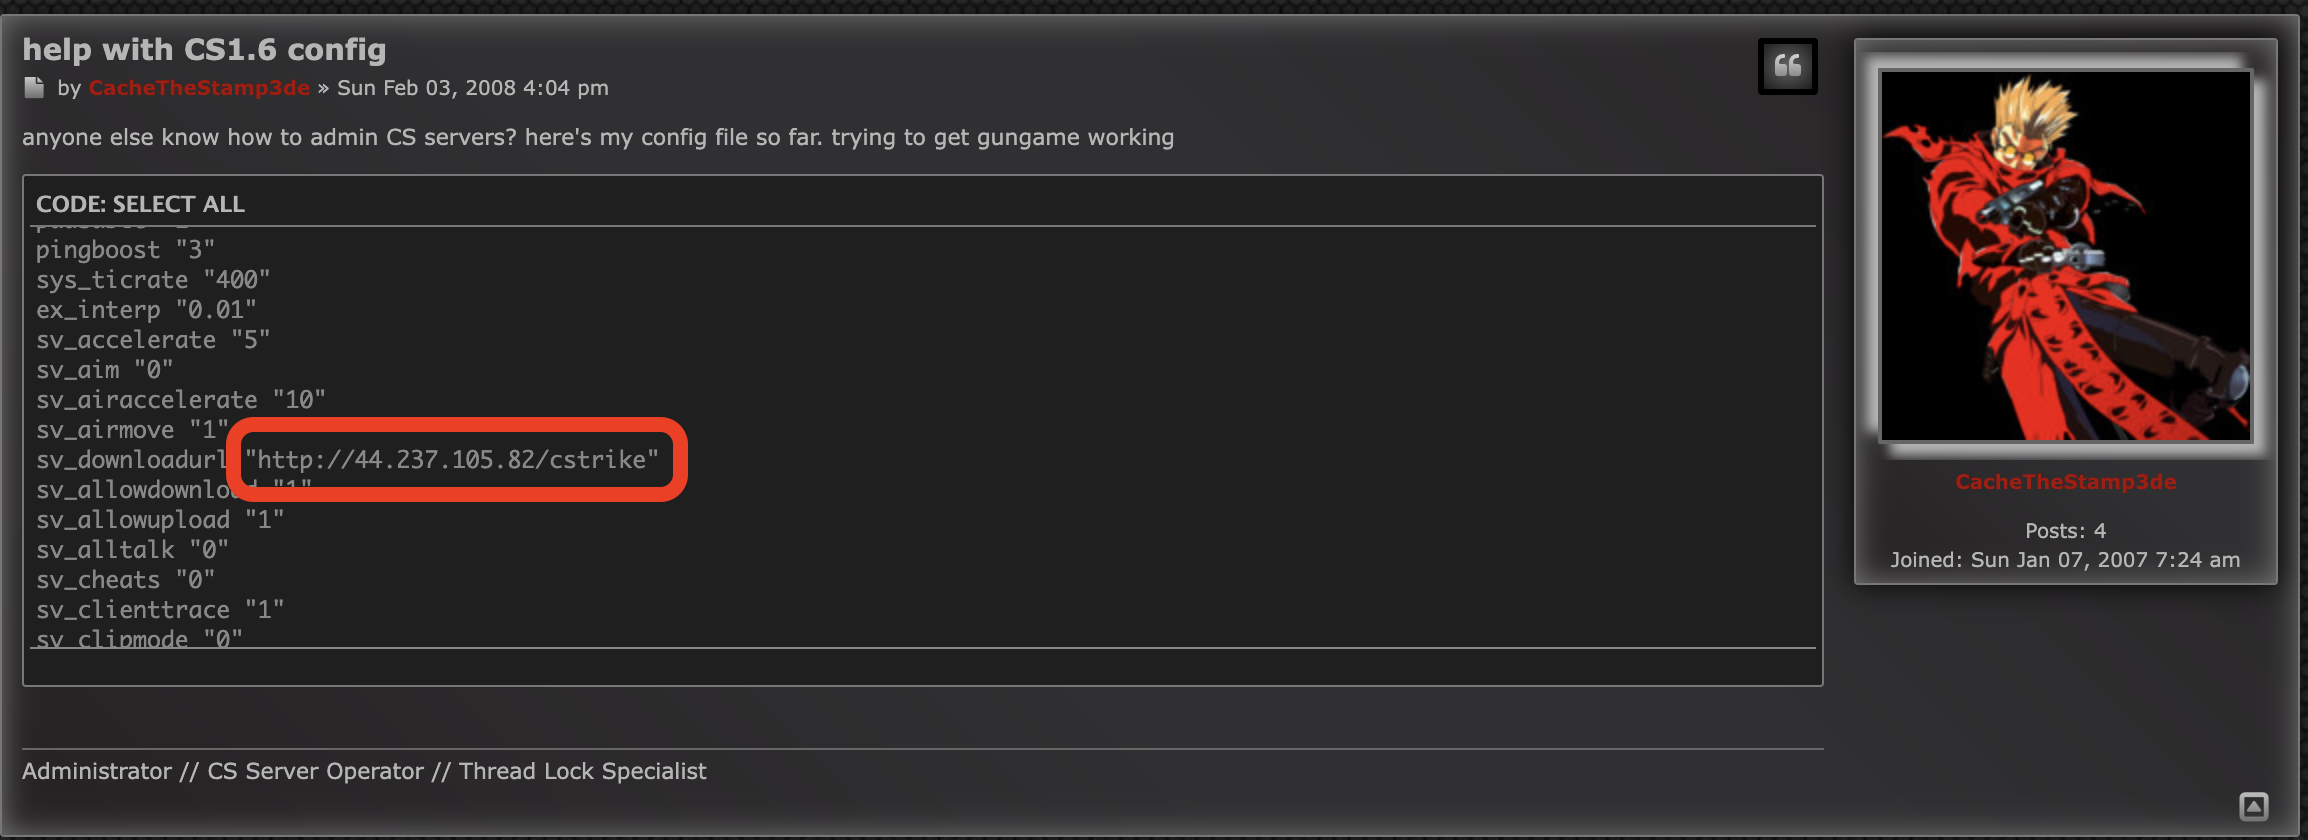 help with CS1.6 config
by CacheTheStamp3de » Sun Feb 03, 2008 4:04 pm
anyone else know how to admin CS servers? here's my config file so far. trying to get gungame working
CODE: SELECT ALL
pingboost "3"
sys_ticrate "400"
ex_interp "0.01"
sv_accelerate "5"
sv_aim "0"
sv_airaccelerate "10"
sv_airmove "1"
sv_downloadurl "http://44.237.105.82/cstrike"
sv_allowdownload "1"
sv_allowupload "1"
sv_alltalk "0"
sv_cheats "0"
sv_clienttrace "1"
sv_clipmode "0"
Administrator // CS Server Operator // Thread Lock Specialist
CacheTheStamp3de
Posts: 4
Joined: Sun Jan 07, 2007 7:24 am